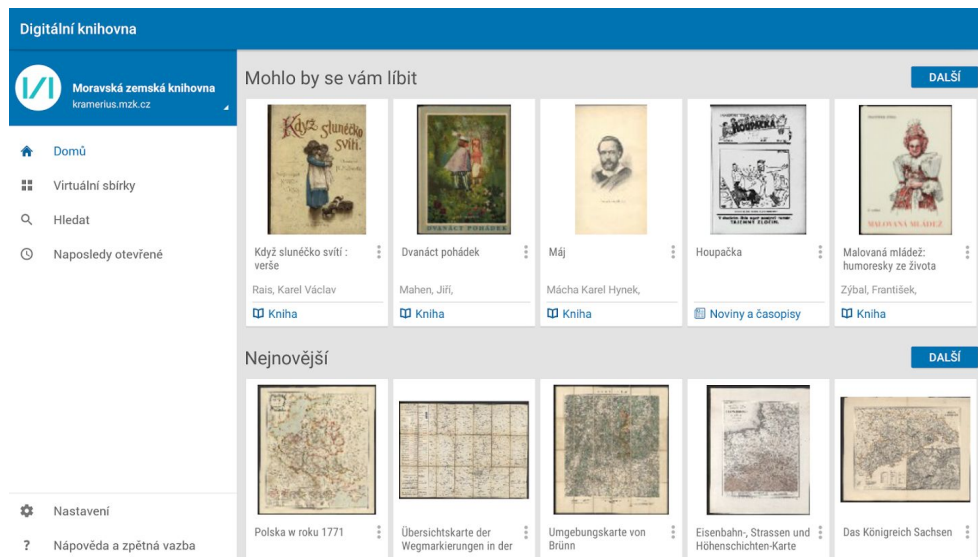 Digitální knihovna
Moravská zemská knihovna
kramerius.mzk.cz
Domů
Virtuální sbírky
Hledat
Naposledy otevřené
Nastavení
Nápověda a zpětná vazba
Mohlo by se vám líbit
DALŠÍ
Když slunéčko
Svítí.
Když slunéčko svítí :
verše
Rais, Karel Václav
Kniha
DVANÁCT POHÁDEK
Dvanáct pohádek
Mahen, Jiří,
Kniha
Máj
Mácha Karel Hynek,
Kniha
HOUPAČKA
TAJEMNÝ ZLOČIN.
Houpačka
Noviny a časopisy
MALOVANÁ MLÁDEŽ
Malovaná mládež:
humoresky ze života
Zýbal, František,
Kniha
Nejnovější
DALŠÍ
Polska w roku 1771
Übersichtskarte der
Wegmarkierungen in der
Umgebungskarte von
Brünn
Eisenbahn-, Strassen und
Höhenschichten-Karte
Das Königreich Sachsen